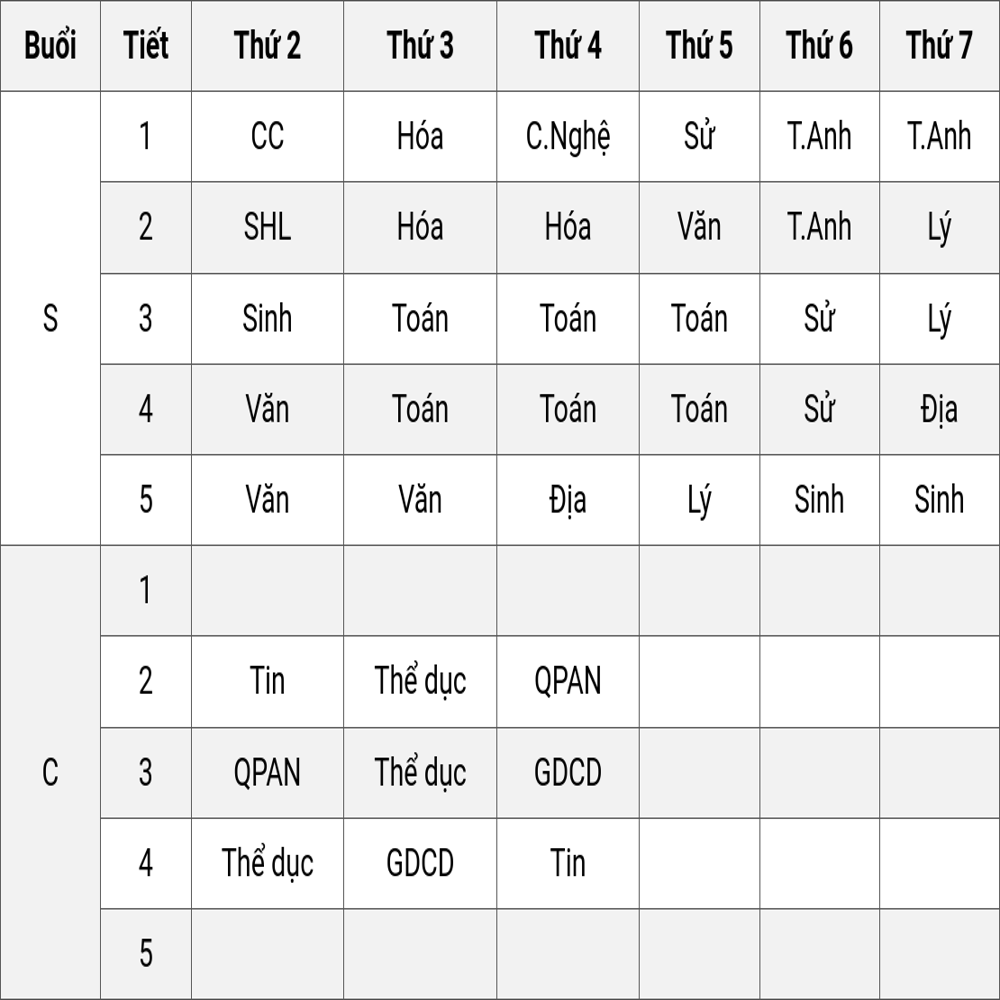 Buổi Tiết Thứ 2 Thứ 3 Thứ 4 Thứ 5 Thứ 6 Thứ 7
1 CC Hóa C.Nghệ Sử T.Anh T.Anh
2 SHL Hóa Hóa Văn T.Anh Lý
S 3 Sinh Toán Toán Toán Sử Lý
4 Văn Toán Toán Toán Sử Địa
5 Văn Văn Địa Lý Sinh Sinh
1
2 Tin Thể dục QPAN
C 3 QPAN Thể dục GDCD
4 Thể dục GDCD Tin
5